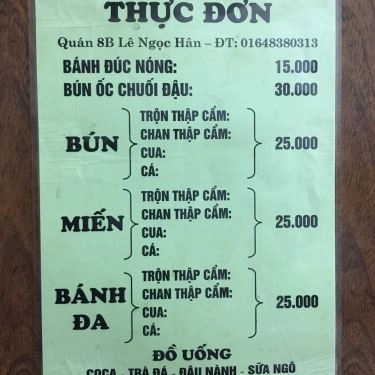 THỰC ĐƠN
Quán 8B Lê Ngọc Hân – ĐT: 01648380313
BÁNH ĐÚC NÓNG: 15.000
BÚN ỐC CHUỐI ĐẬU: 30.000
BÚN
TRỘN THẬP CẨM:
CHAN THẬP CẨM:
CUA:
CÁ:
25.000
MIẾN
TRỘN THẬP CẨM:
CHAN THẬP CẨM:
CUA:
CÁ:
25.000
BÁNH
ĐA
TRỘN THẬP CẨM:
CHAN THẬP CẨM:
CUA:
CÁ:
25.000
ĐỒ UỐNG
COCA - TRÀ ĐÁ - ĐẬU NÀNH - SỮA NGÔ